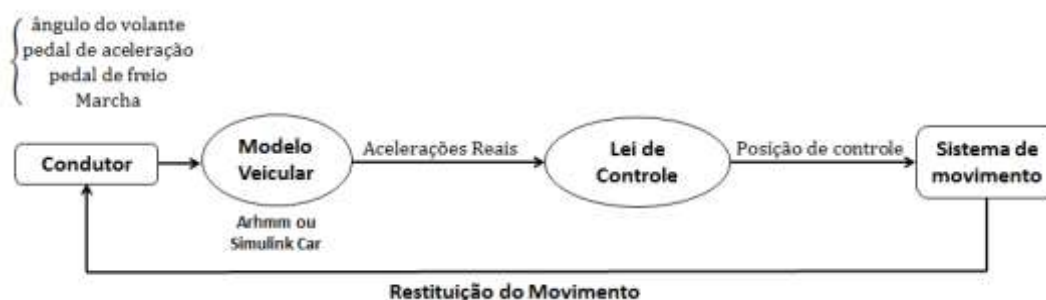 ângulo do volante
pedal de aceleração
pedal de freio
Marcha
Condutor
Modelo
Veicular
Acelerações Reais
Lei de
Controle
Posição de controle
Sistema de
movimento
Arhmm ou
Simulink Car
Restituição do Movimento